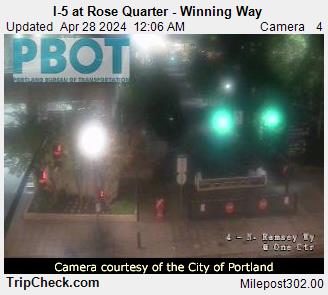 I-5 at Rose Quarter - Winning Way
Updated Apr 28 2024 12:06 AM Camera 4
PBOT
PORTLAND BUREAU OF TRANSPORTATION
4 - N. Ramsey Wy
@ One Ctr
Camera courtesy of the City of Portland
TripCheck.com Milepost302.00